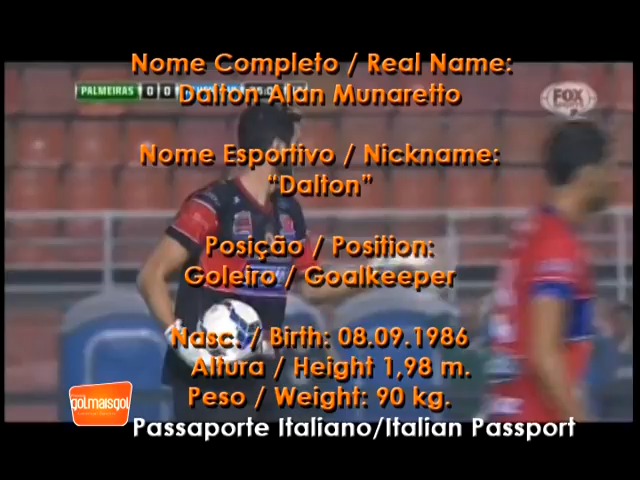 Nome Completo / Real Name:
PALMEIRAS 0 0
Dalton Alan Munaretto
FOX
Nome Esportivo / Nickname:
“Dalton”
Posição / Position:
Goleiro / Goalkeeper
Nasc. / Birth: 08.09.1986
Altura / Height 1,98 m.
Peso / Weight: 90 kg.
golmaisgol
Passaporte Italiano/Italian Passport